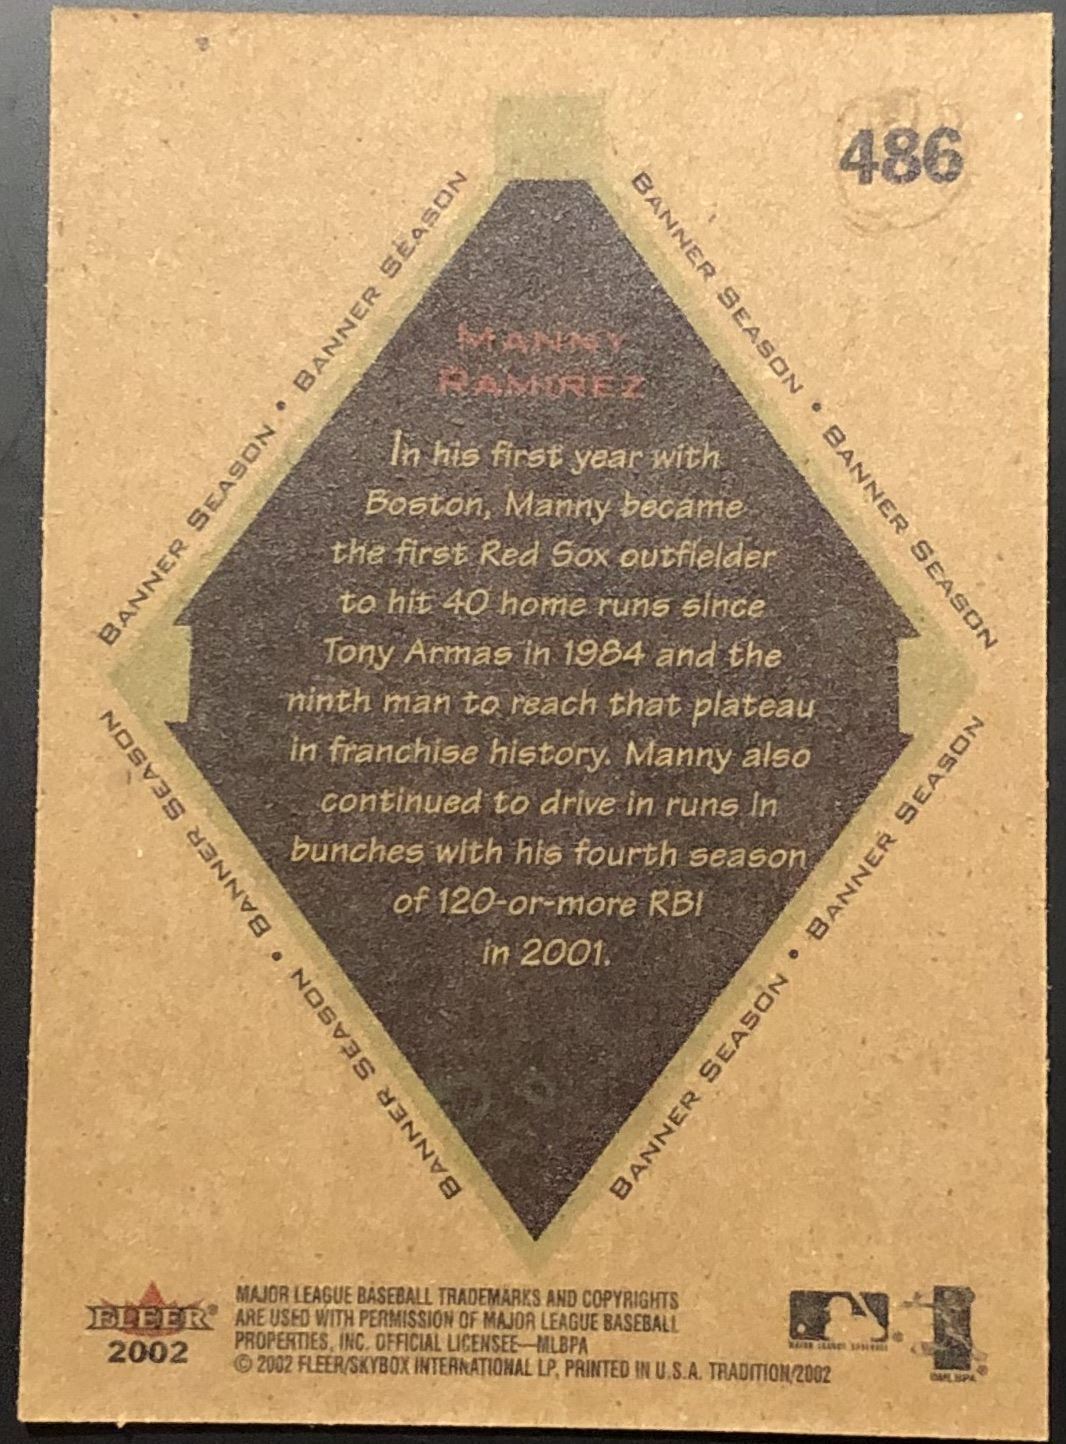 486
BANNER SEASON • BANNER SEASON
BANNER SEASON • BANNER SEASON
MANNY
RAMIREZ
In his first year with
Boston, Manny became
the first Red Sox outfielder
to hit 40 home runs since
Tony Armas in 1984 and the
ninth man to reach that plateau
in franchise history. Manny also
continued to drive in runs in
bunches with his fourth season
of 120-or-more RBI
in 2001.
BANNER SEASON • BANNER SEASON
BANNER SEASON • BANNER SEASON
FLEER®
2002
MAJOR LEAGUE BASEBALL TRADEMARKS AND COPYRIGHTS
ARE USED WITH PERMISSION OF MAJOR LEAGUE BASEBALL
PROPERTIES, INC. OFFICIAL LICENSEE—MLBPA
© 2002 FLEER/SKYBOX INTERNATIONAL LP, PRINTED IN U.S.A. TRADITION/2002
MAJOR LEAGUE BASEBALL
©MLBPA